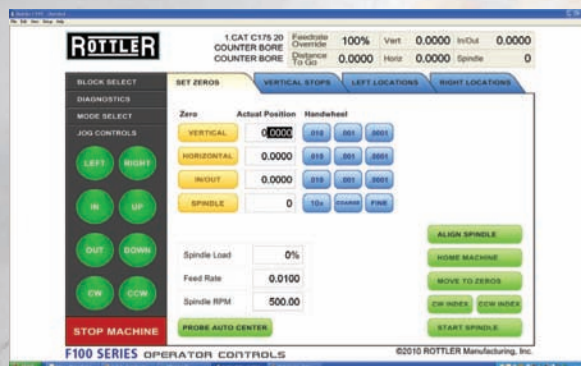 ROTTLER
1.CAT C175 20
COUNTER BORE
COUNTER BORE
Feedrate Override 100% Vert 0.0000 In/Out 0.0000
Distance To Go 0.0000 Horiz 0.0000 Spindle 0
BLOCK SELECT
DIAGNOSTICS
MODE SELECT
JOG CONTROLS
LEFT RIGHT
IN UP
OUT DOWN
CW CCW
STOP MACHINE
SET ZEROS VERTICAL STOPS LEFT LOCATIONS RIGHT LOCATIONS
Zero Actual Position Handwheel
VERTICAL 0.0000 .010 .001 .0001
HORIZONTAL 0.0000 .010 .001 .0001
IN/OUT 0.0000 .010 .001 .0001
SPINDLE 0 10x COARSE FINE
Spindle Load 0%
Feed Rate 0.0100
Spindle RPM 500.00
PROBE AUTO CENTER
ALIGN SPINDLE
HOME MACHINE
MOVE TO ZEROS
CW INDEX CCW INDEX
START SPINDLE
F100 SERIES OPERATOR CONTROLS ©2010 ROTTLER Manufacturing, Inc.